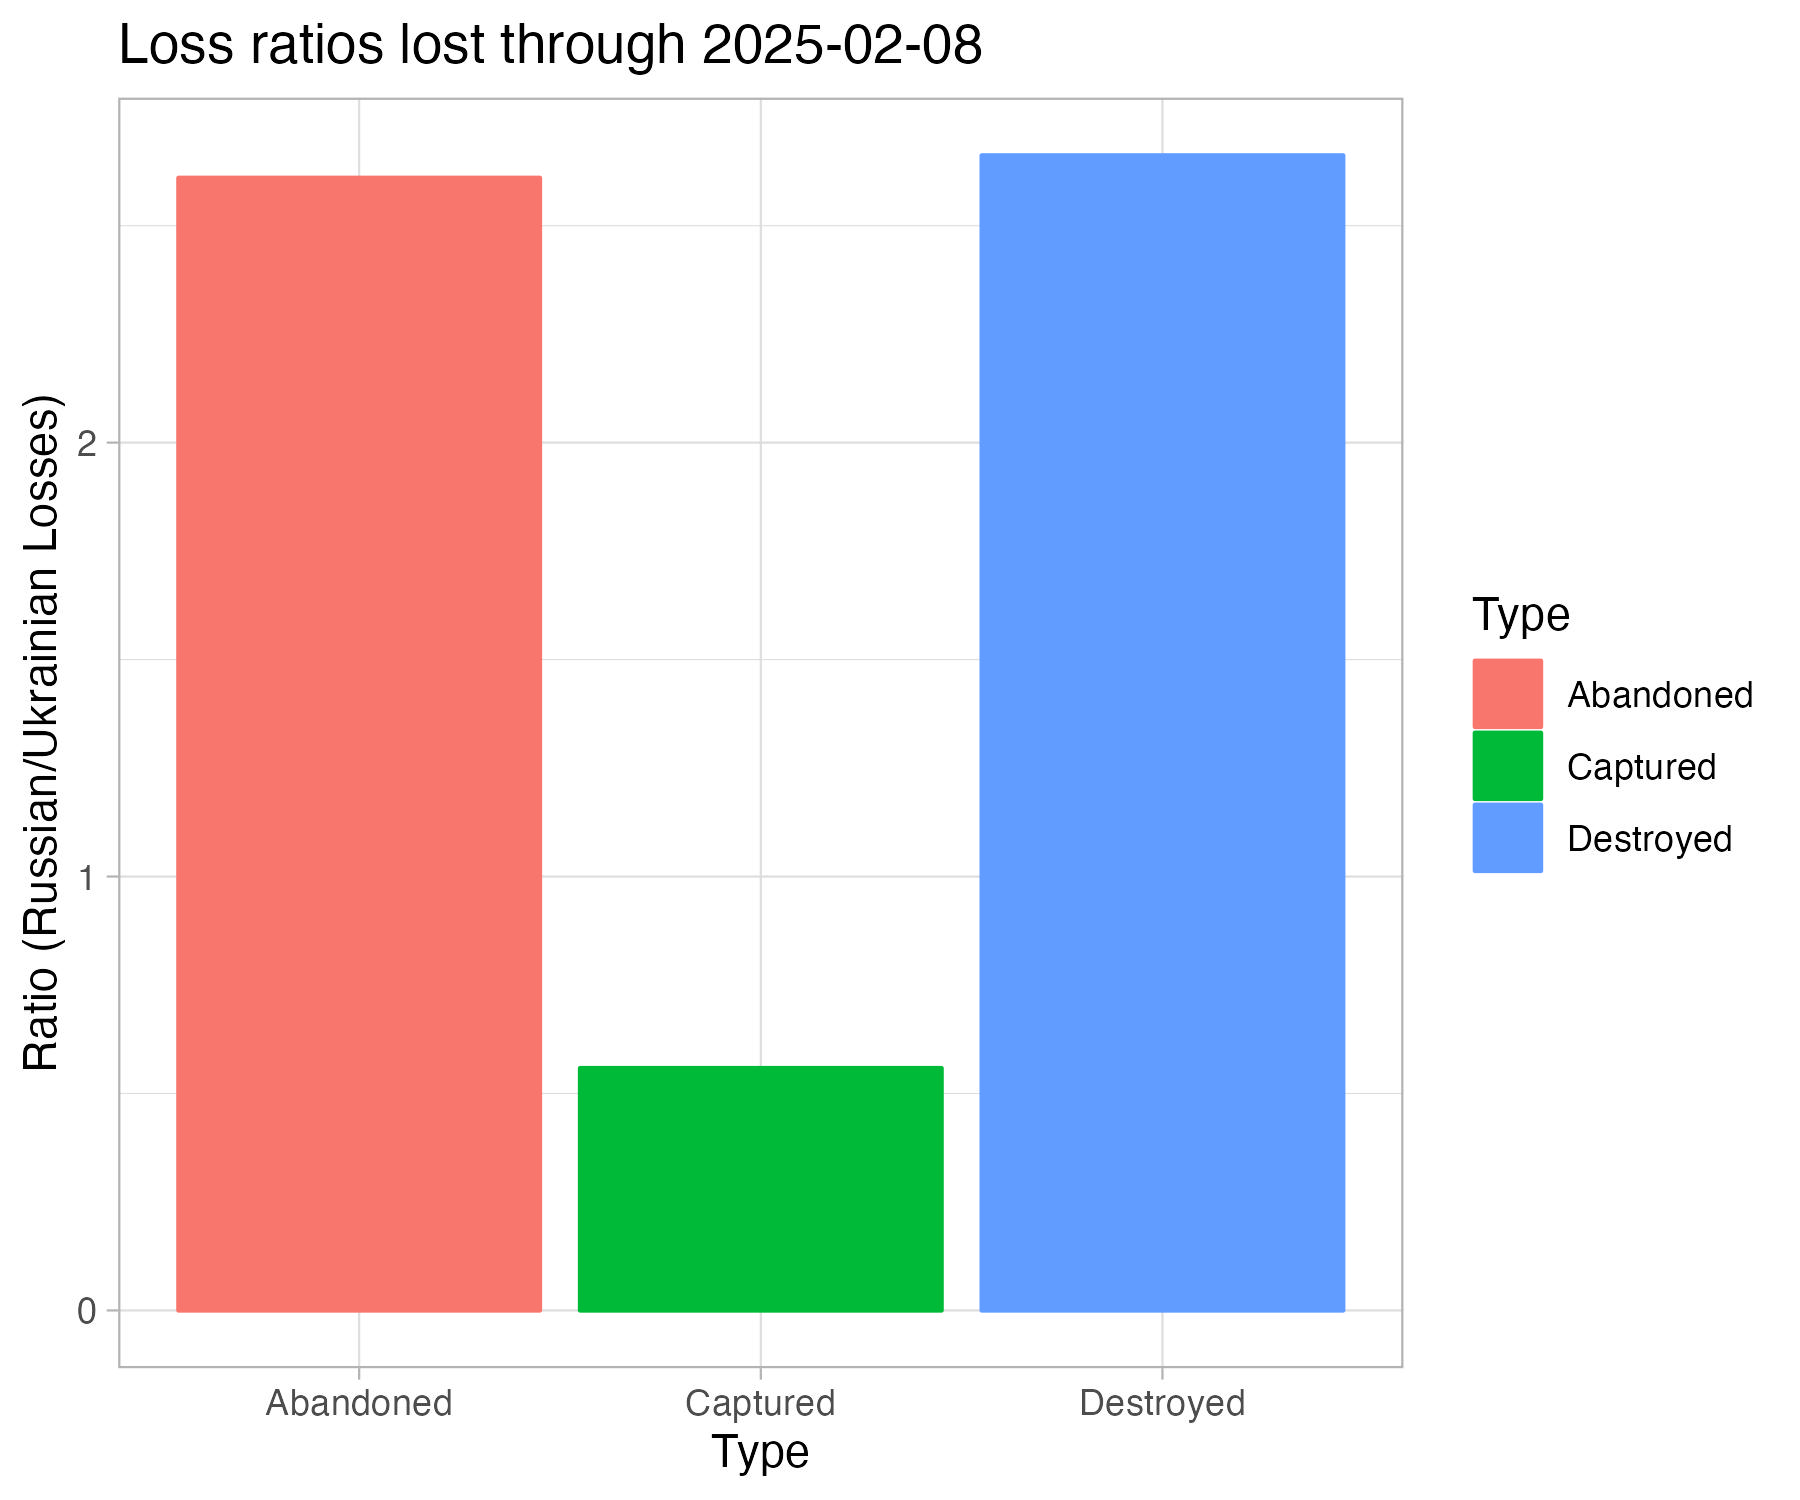 Loss ratios lost through 2025-02-08
Ratio (Russian/Ukrainian Losses)
2
1
0
Abandoned
Captured
Destroyed
Type
Type
Abandoned
Captured
Destroyed